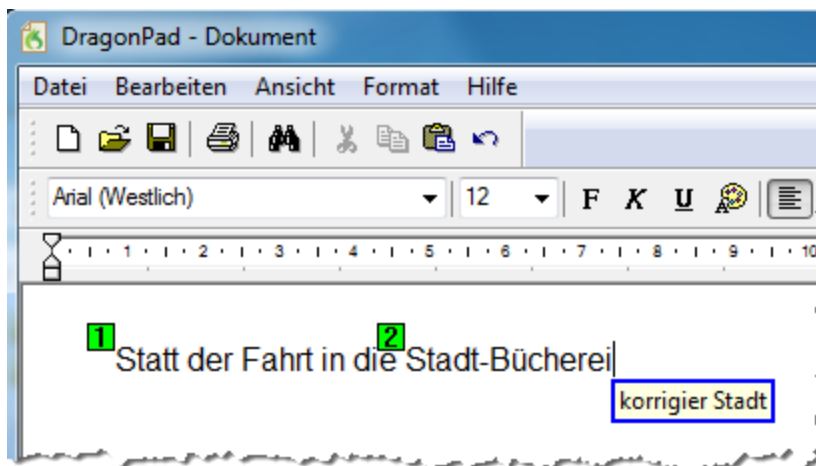 DragonPad - Dokument
Datei Bearbeiten Ansicht Format Hilfe
Arial (Westlich) 12 F K U
1 2 3 4 5 6 7 8 9 10
1 2
Statt der Fahrt in die Stadt-Bücherei
korrigier Stadt